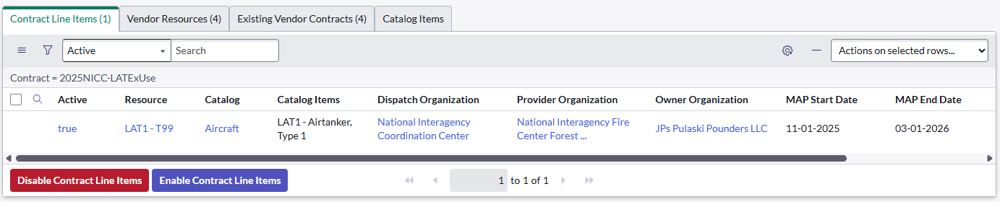 Contract Line Items (1) Vendor Resources (4) Existing Vendor Contracts (4) Catalog Items
Active Search Actions on selected rows...
Contract = 2025NICC-LATExUse
Active Resource Catalog Catalog Items Dispatch Organization Provider Organization Owner Organization MAP Start Date MAP End Date
true LAT1 - T99 Aircraft LAT1 - Airtanker, Type 1 National Interagency Coordination Center National Interagency Fire Center Forest ... JPs Pulaski Pounders LLC 11-01-2025 03-01-2026
Disable Contract Line Items Enable Contract Line Items 1 to 1 of 1